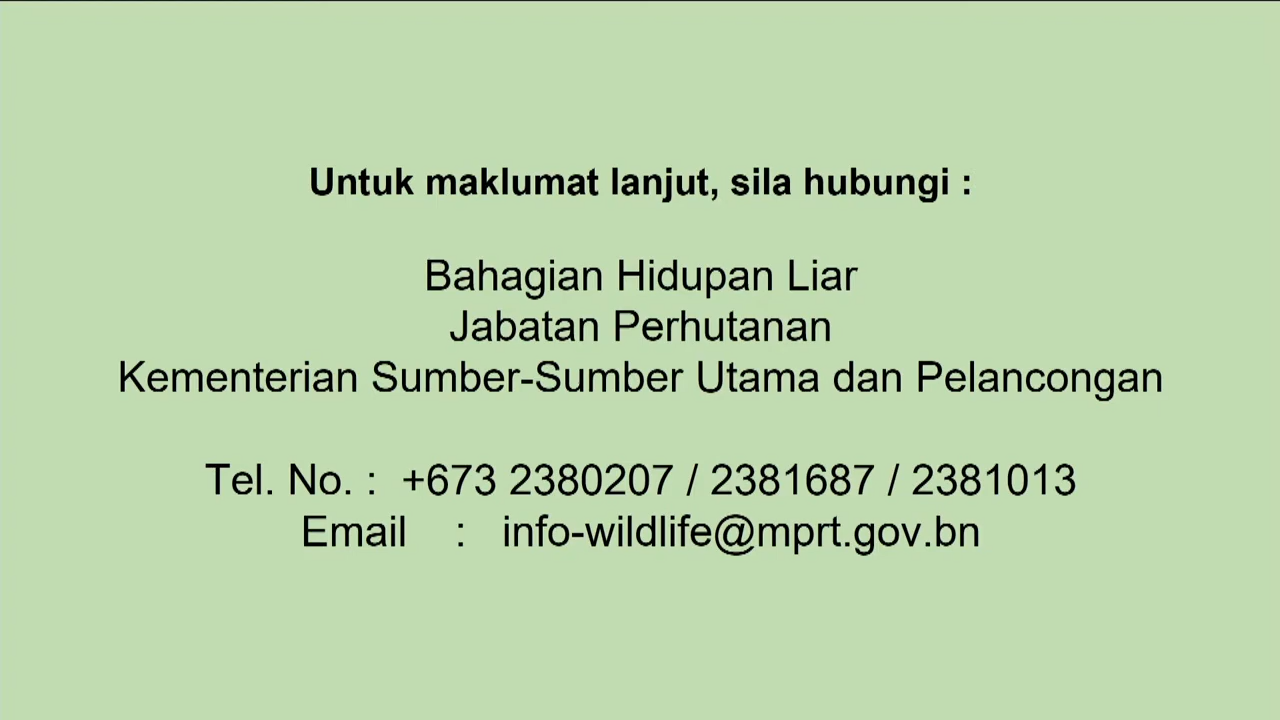 Untuk maklumat lanjut, sila hubungi :
Bahagian Hidupan Liar
Jabatan Perhutanan
Kementerian Sumber-Sumber Utama dan Pelancongan
Tel. No. : +673 2380207 / 2381687 / 2381013
Email : info-wildlife@mprt.gov.bn